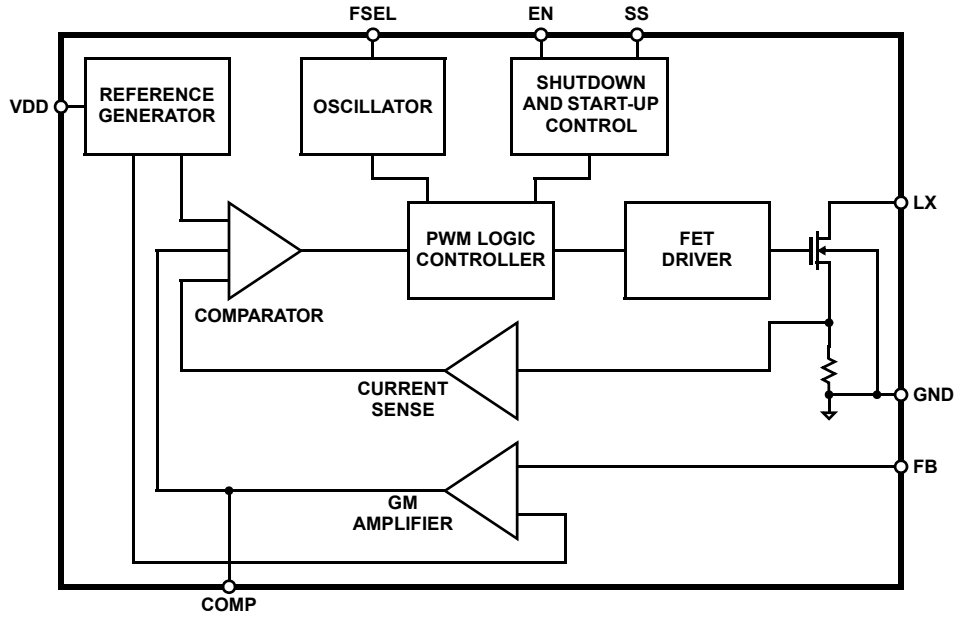 FSEL
EN
SS
VDD
REFERENCE
GENERATOR
OSCILLATOR
SHUTDOWN
AND START-UP
CONTROL
LX
PWM LOGIC
CONTROLLER
FET
DRIVER
COMPARATOR
CURRENT
SENSE
GND
FB
GM
AMPLIFIER
COMP